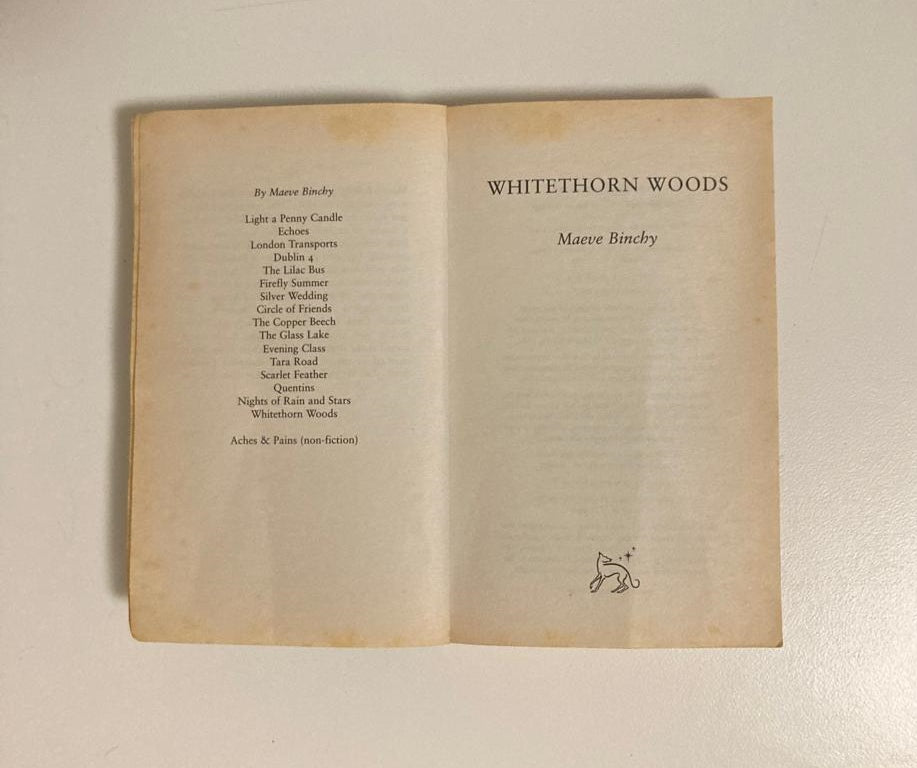 By Maeve Binchy
Light a Penny Candle
Echoes
London Transports
Dublin 4
The Lilac Bus
Firefly Summer
Silver Wedding
Circle of Friends
The Copper Beech
The Glass Lake
Evening Class
Tara Road
Scarlet Feather
Quentins
Nights of Rain and Stars
Whitethorn Woods
Aches & Pains (non-fiction)
WHITETHORN WOODS
Maeve Binchy